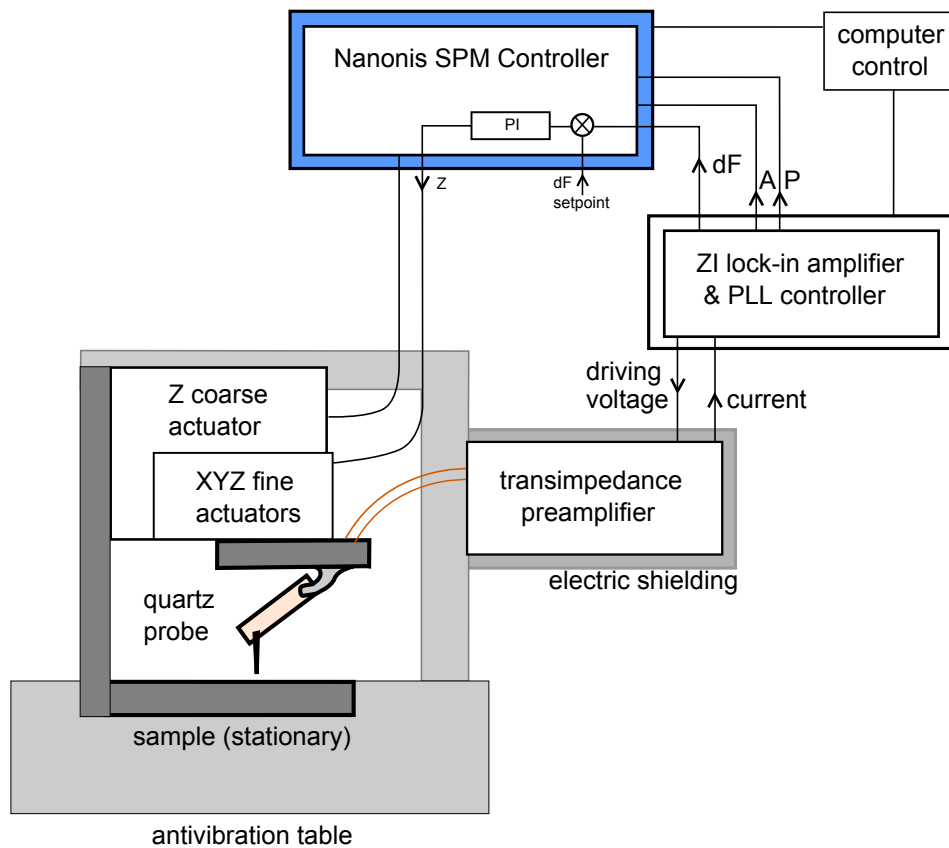 Nanonis SPM Controller
computer
control
PI
Z
dF
setpoint
dF
A
P
ZI lock-in amplifier
& PLL controller
driving
voltage
current
Z coarse
actuator
XYZ fine
actuators
transimpedance
preamplifier
electric shielding
quartz
probe
sample (stationary)
antivibration table